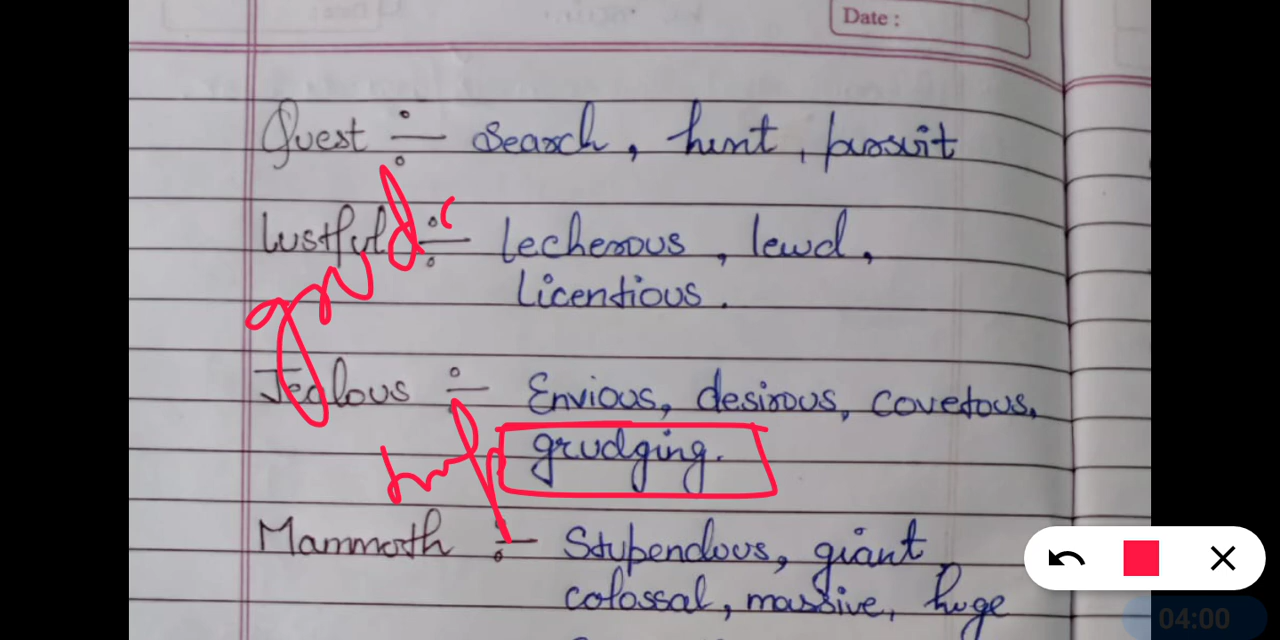 Date :
Quest ÷ search, hunt, pursuit
Lustful ÷ Lecherous, lewd,
Licentious.
Jealous ÷ Envious, desirous, covetous,
grudging.
Mammoth ÷ Stupendous, giant
colossal, massive, huge
04:00